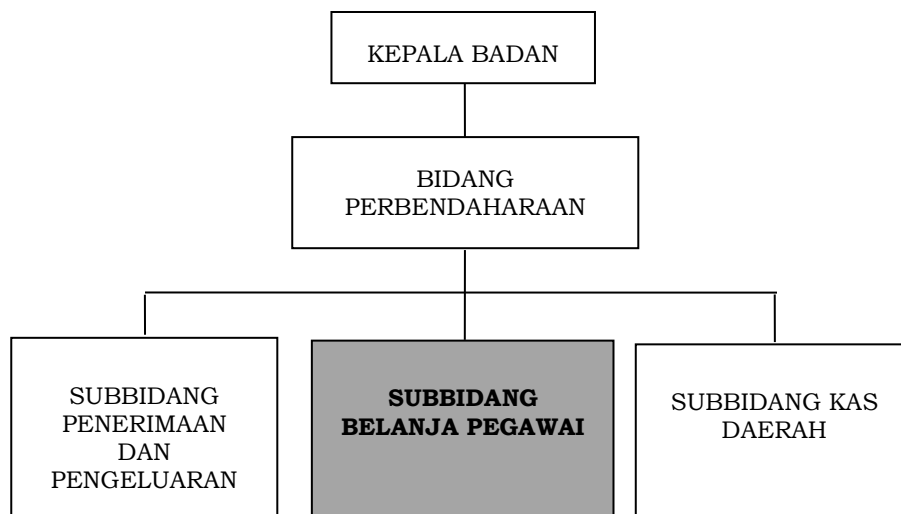 KEPALA BADAN
BIDANG
PERBENDAHARAAN
SUBBIDANG
PENERIMAAN
DAN
PENGELUARAN
SUBBIDANG
BELANJA PEGAWAI
SUBBIDANG KAS
DAERAH